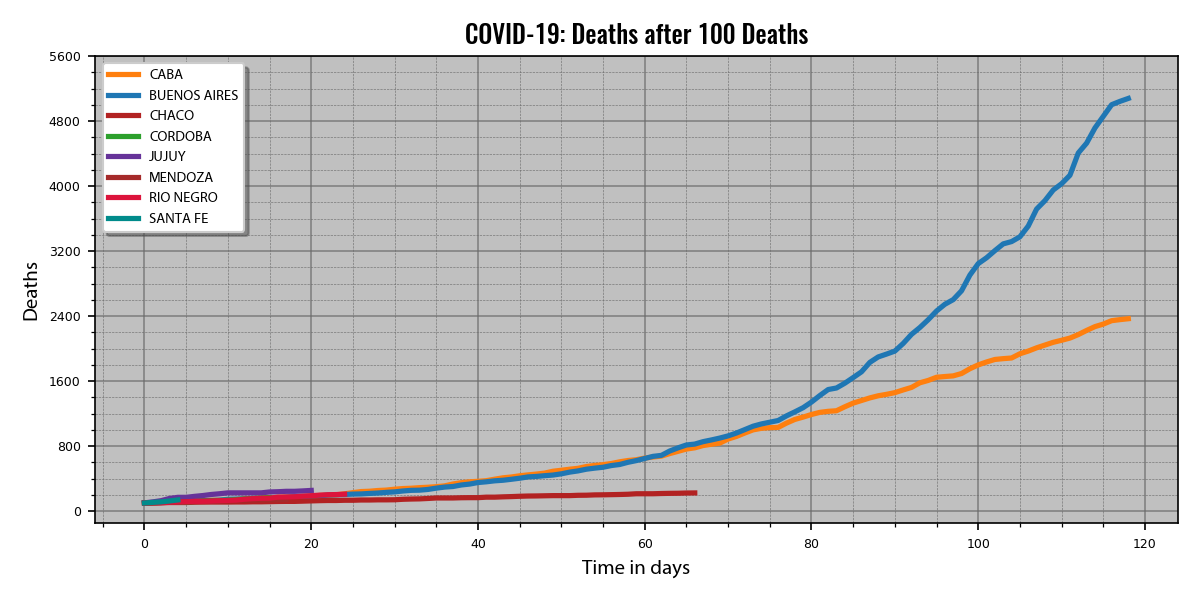 COVID-19: Deaths after 100 Deaths
5600
4800
4000
3200
2400
1600
800
0
Deaths
CABA
BUENOS AIRES
CHACO
CORDOBA
JUJUY
MENDOZA
RIO NEGRO
SANTA FE
0 20 40 60 80 100 120
Time in days